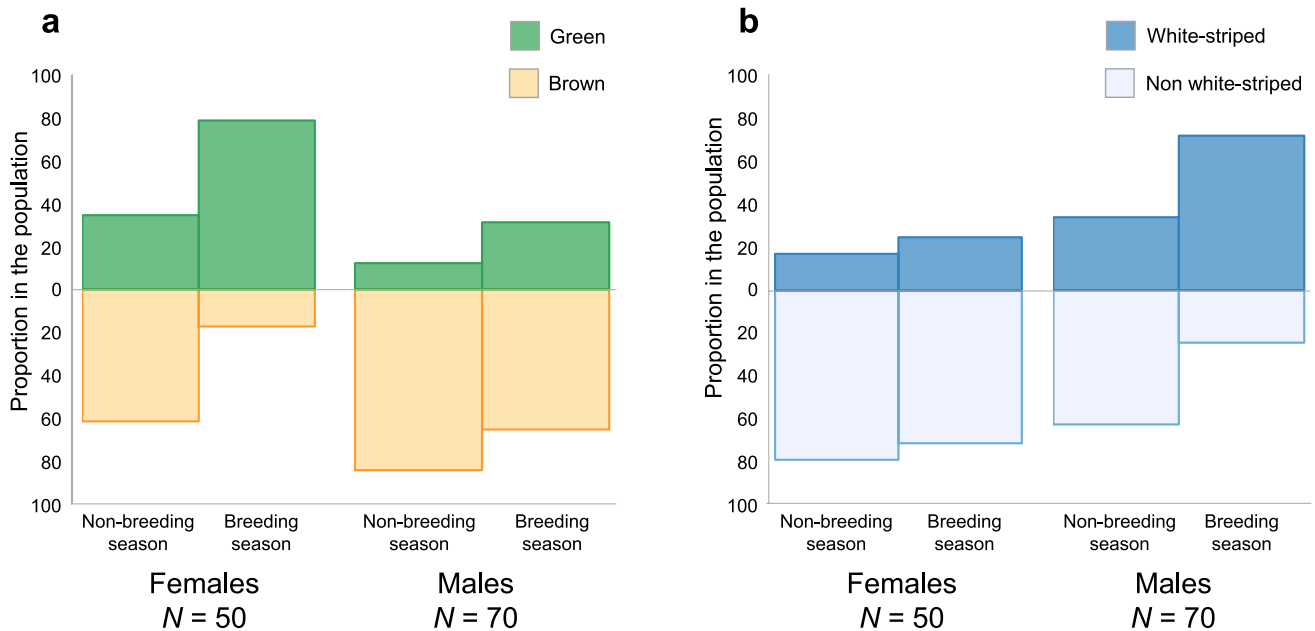 a
Green
Brown
100
80
60
40
20
0
20
40
60
80
100
Proportion in the population
Non-breeding season
Breeding season
Non-breeding season
Breeding season
Females
N = 50
Males
N = 70
b
White-striped
Non white-striped
100
80
60
40
20
0
20
40
60
80
100
Proportion in the population
Non-breeding season
Breeding season
Non-breeding season
Breeding season
Females
N = 50
Males
N = 70